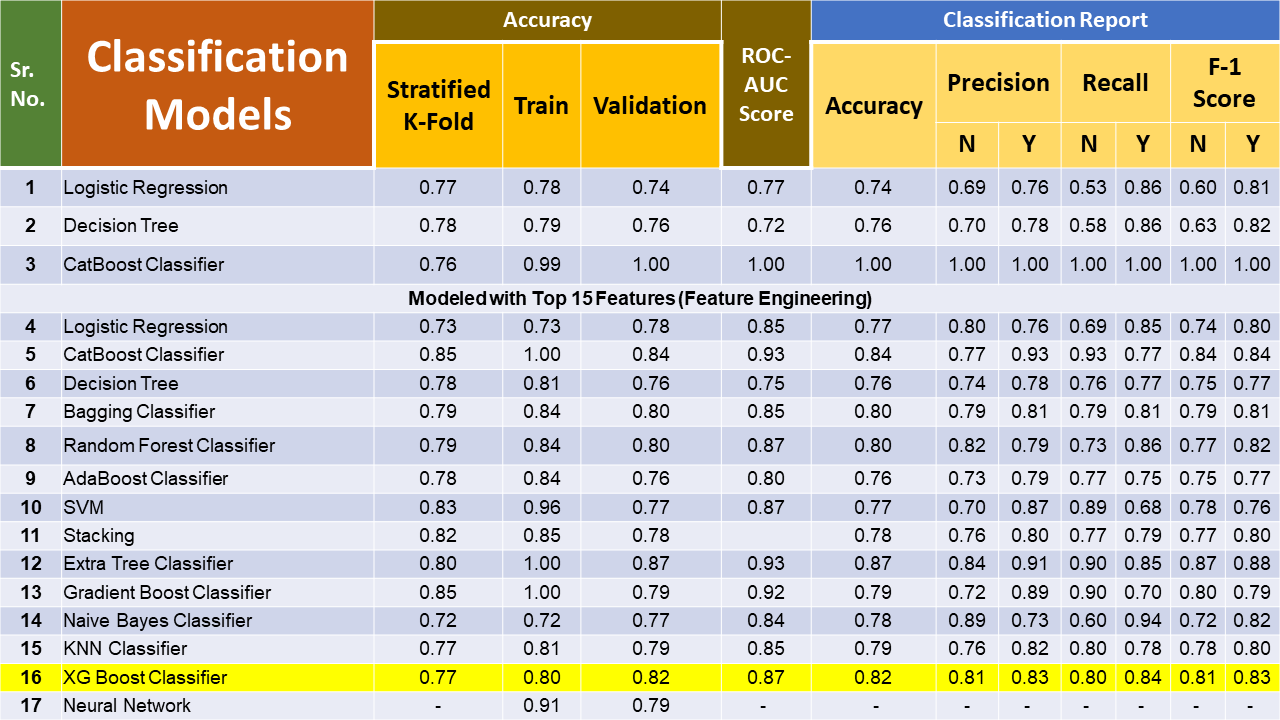 Sr. No. Classification Models Accuracy ROC-AUC Score Classification Report
Stratified K-Fold Train Validation Accuracy Precision Recall F-1 Score
N Y N Y N Y
1 Logistic Regression 0.77 0.78 0.74 0.77 0.74 0.69 0.76 0.53 0.86 0.60 0.81
2 Decision Tree 0.78 0.79 0.76 0.72 0.76 0.70 0.78 0.58 0.86 0.63 0.82
3 CatBoost Classifier 0.76 0.99 1.00 1.00 1.00 1.00 1.00 1.00 1.00 1.00 1.00
Modeled with Top 15 Features (Feature Engineering)
4 Logistic Regression 0.73 0.73 0.78 0.85 0.77 0.80 0.76 0.69 0.85 0.74 0.80
5 CatBoost Classifier 0.85 1.00 0.84 0.93 0.84 0.77 0.93 0.93 0.77 0.84 0.84
6 Decision Tree 0.78 0.81 0.76 0.75 0.76 0.74 0.78 0.76 0.77 0.75 0.77
7 Bagging Classifier 0.79 0.84 0.80 0.85 0.80 0.79 0.81 0.79 0.81 0.79 0.81
8 Random Forest Classifier 0.79 0.84 0.80 0.87 0.80 0.82 0.79 0.73 0.86 0.77 0.82
9 AdaBoost Classifier 0.78 0.84 0.76 0.80 0.76 0.73 0.79 0.77 0.75 0.75 0.77
10 SVM 0.83 0.96 0.77 0.87 0.77 0.70 0.87 0.89 0.68 0.78 0.76
11 Stacking 0.82 0.85 0.78 0.78 0.76 0.80 0.77 0.79 0.77 0.80
12 Extra Tree Classifier 0.80 1.00 0.87 0.93 0.87 0.84 0.91 0.90 0.85 0.87 0.88
13 Gradient Boost Classifier 0.85 1.00 0.79 0.92 0.79 0.72 0.89 0.90 0.70 0.80 0.79
14 Naive Bayes Classifier 0.72 0.72 0.77 0.84 0.78 0.89 0.73 0.60 0.94 0.72 0.82
15 KNN Classifier 0.77 0.81 0.79 0.85 0.79 0.76 0.82 0.80 0.78 0.78 0.80
16 XG Boost Classifier 0.77 0.80 0.82 0.87 0.82 0.81 0.83 0.80 0.84 0.81 0.83
17 Neural Network - 0.91 0.79 - - - - - - - -